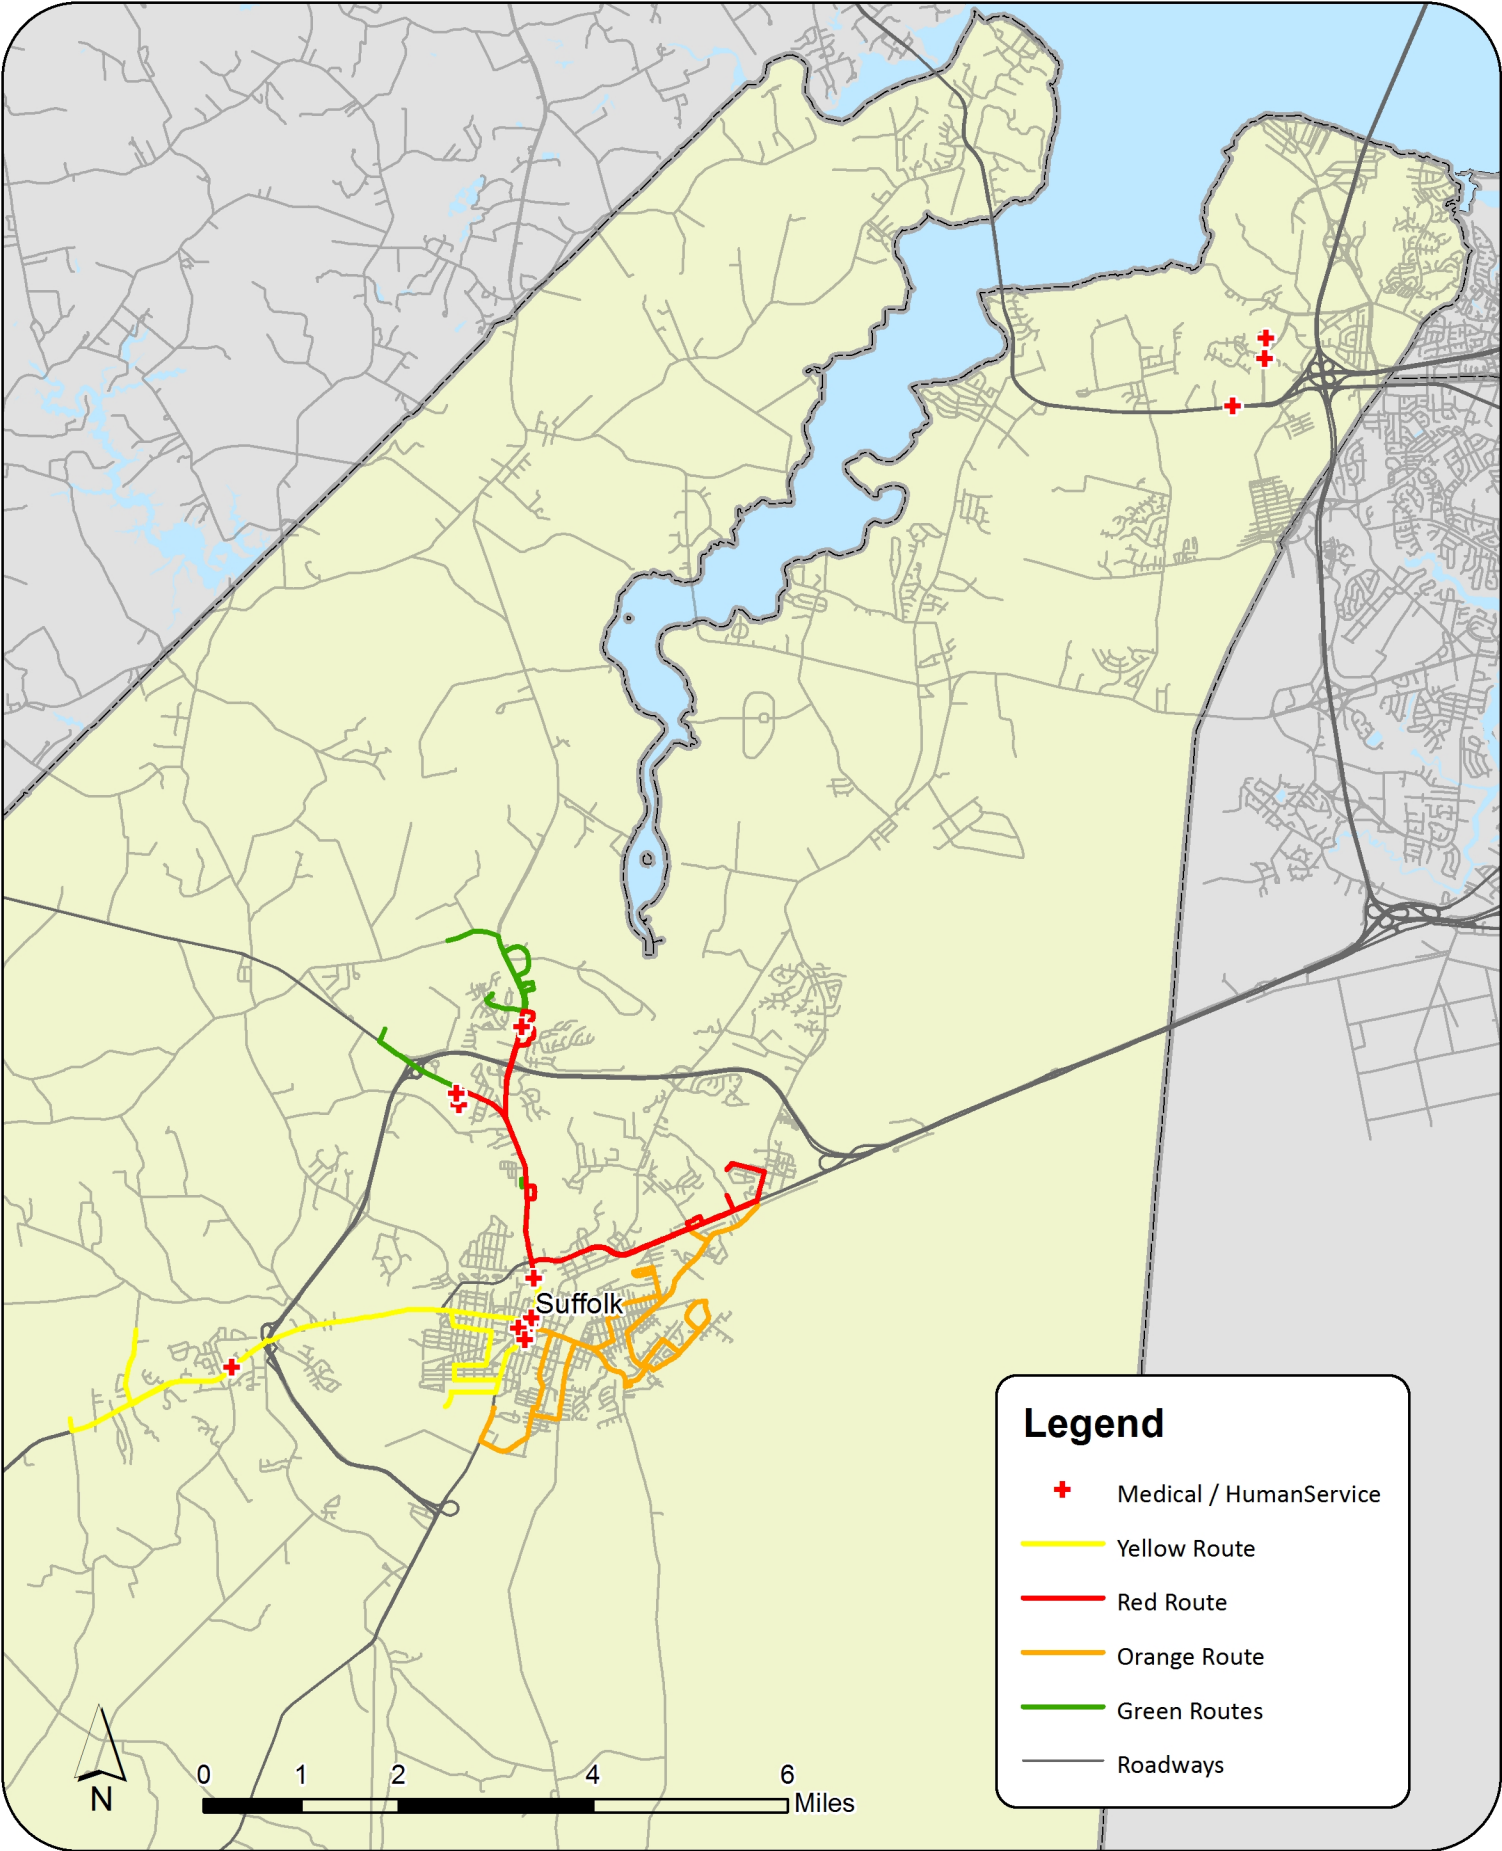 Suffolk
Legend
Medical / HumanService
Yellow Route
Red Route
Orange Route
Green Routes
Roadways
0 1 2 4 6
Miles
N